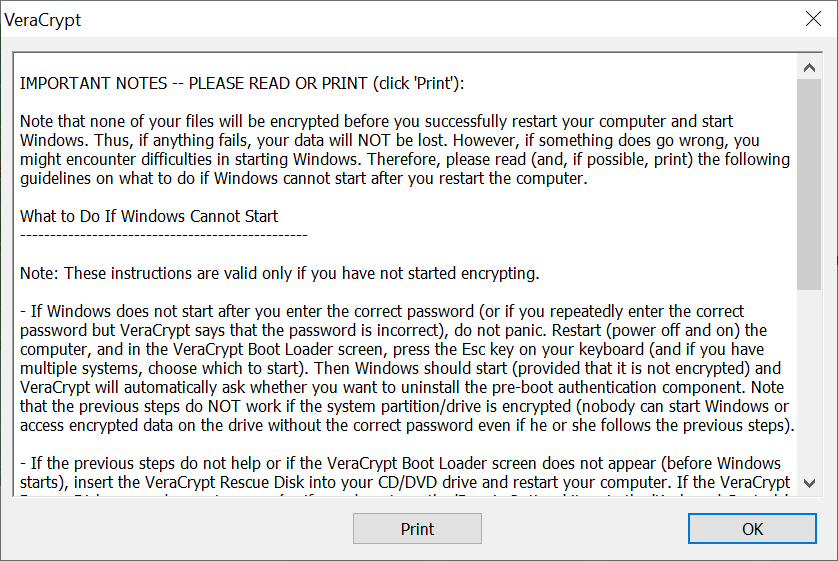 VeraCrypt
IMPORTANT NOTES -- PLEASE READ OR PRINT (click 'Print'):
Note that none of your files will be encrypted before you successfully restart your computer and start
Windows. Thus, if anything fails, your data will NOT be lost. However, if something does go wrong, you
might encounter difficulties in starting Windows. Therefore, please read (and, if possible, print) the following
guidelines on what to do if Windows cannot start after you restart the computer.
What to Do If Windows Cannot Start
------------------------------------------------
Note: These instructions are valid only if you have not started encrypting.
- If Windows does not start after you enter the correct password (or if you repeatedly enter the correct
password but VeraCrypt says that the password is incorrect), do not panic. Restart (power off and on) the
computer, and in the VeraCrypt Boot Loader screen, press the Esc key on your keyboard (and if you have
multiple systems, choose which to start). Then Windows should start (provided that it is not encrypted) and
VeraCrypt will automatically ask whether you want to uninstall the pre-boot authentication component. Note
that the previous steps do NOT work if the system partition/drive is encrypted (nobody can start Windows or
access encrypted data on the drive without the correct password even if he or she follows the previous steps).
- If the previous steps do not help or if the VeraCrypt Boot Loader screen does not appear (before Windows
starts), insert the VeraCrypt Rescue Disk into your CD/DVD drive and restart your computer. If the VeraCrypt
Print
OK